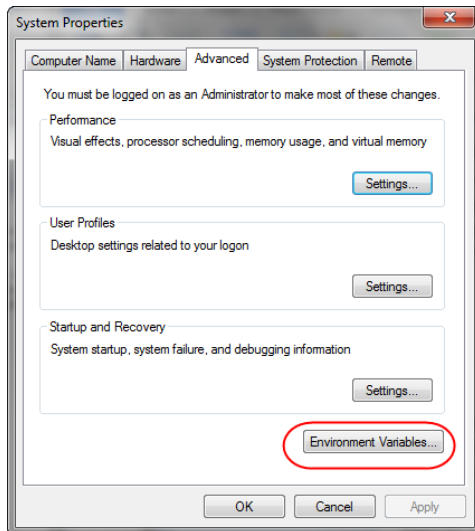 System Properties
Computer Name Hardware Advanced System Protection Remote
You must be logged on as an Administrator to make most of these changes.
Performance
Visual effects, processor scheduling, memory usage, and virtual memory
Settings...
User Profiles
Desktop settings related to your logon
Settings...
Startup and Recovery
System startup, system failure, and debugging information
Settings...
Environment Variables...
OK Cancel Apply